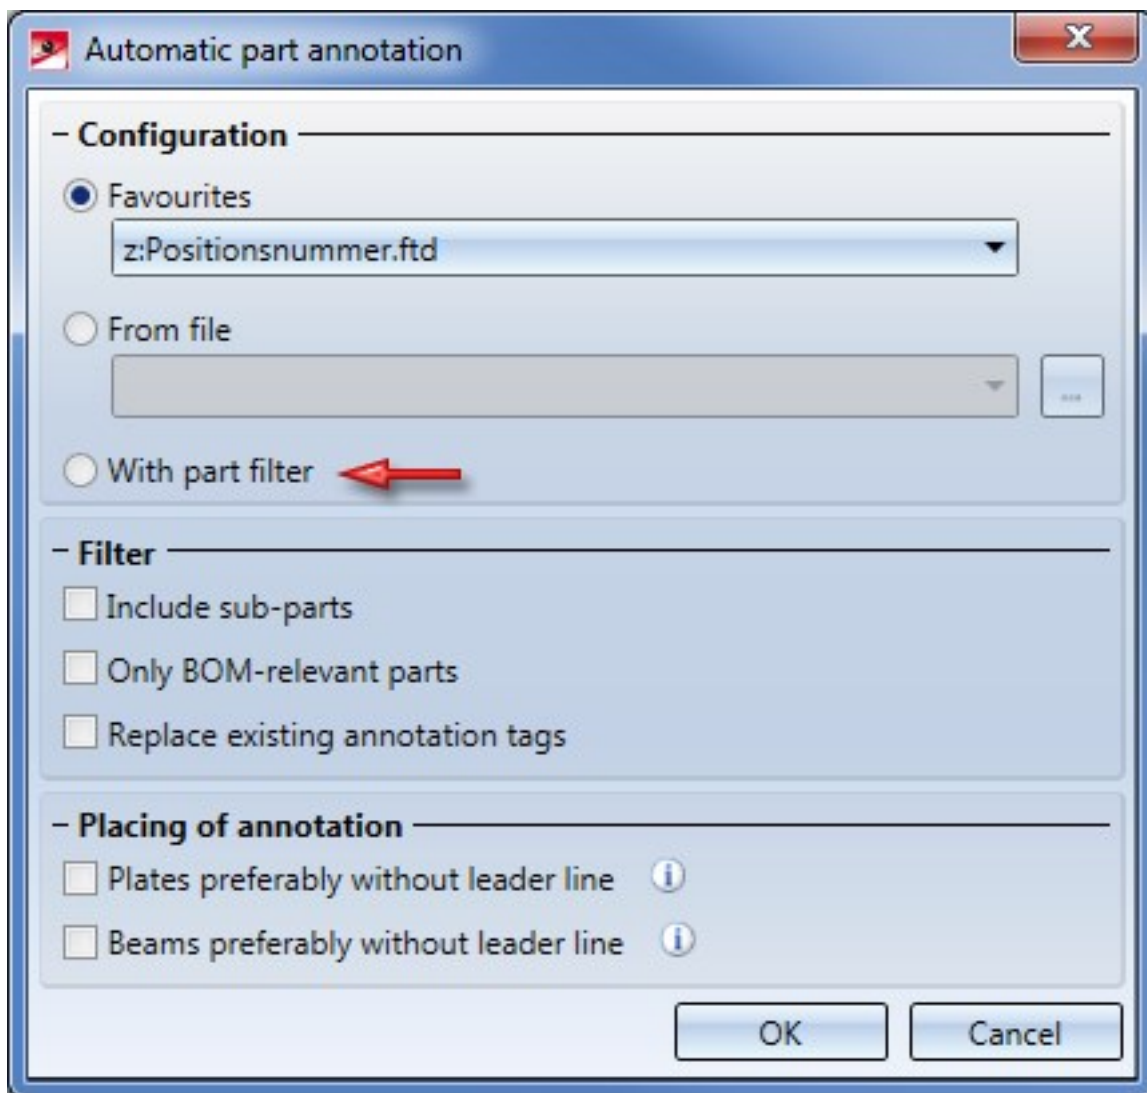 Automatic part annotation
Configuration
Favourites
z:Positionsnummer.ftd
From file
...
With part filter
Filter
Include sub-parts
Only BOM-relevant parts
Replace existing annotation tags
Placing of annotation
Plates preferably without leader line
Beams preferably without leader line
OK Cancel